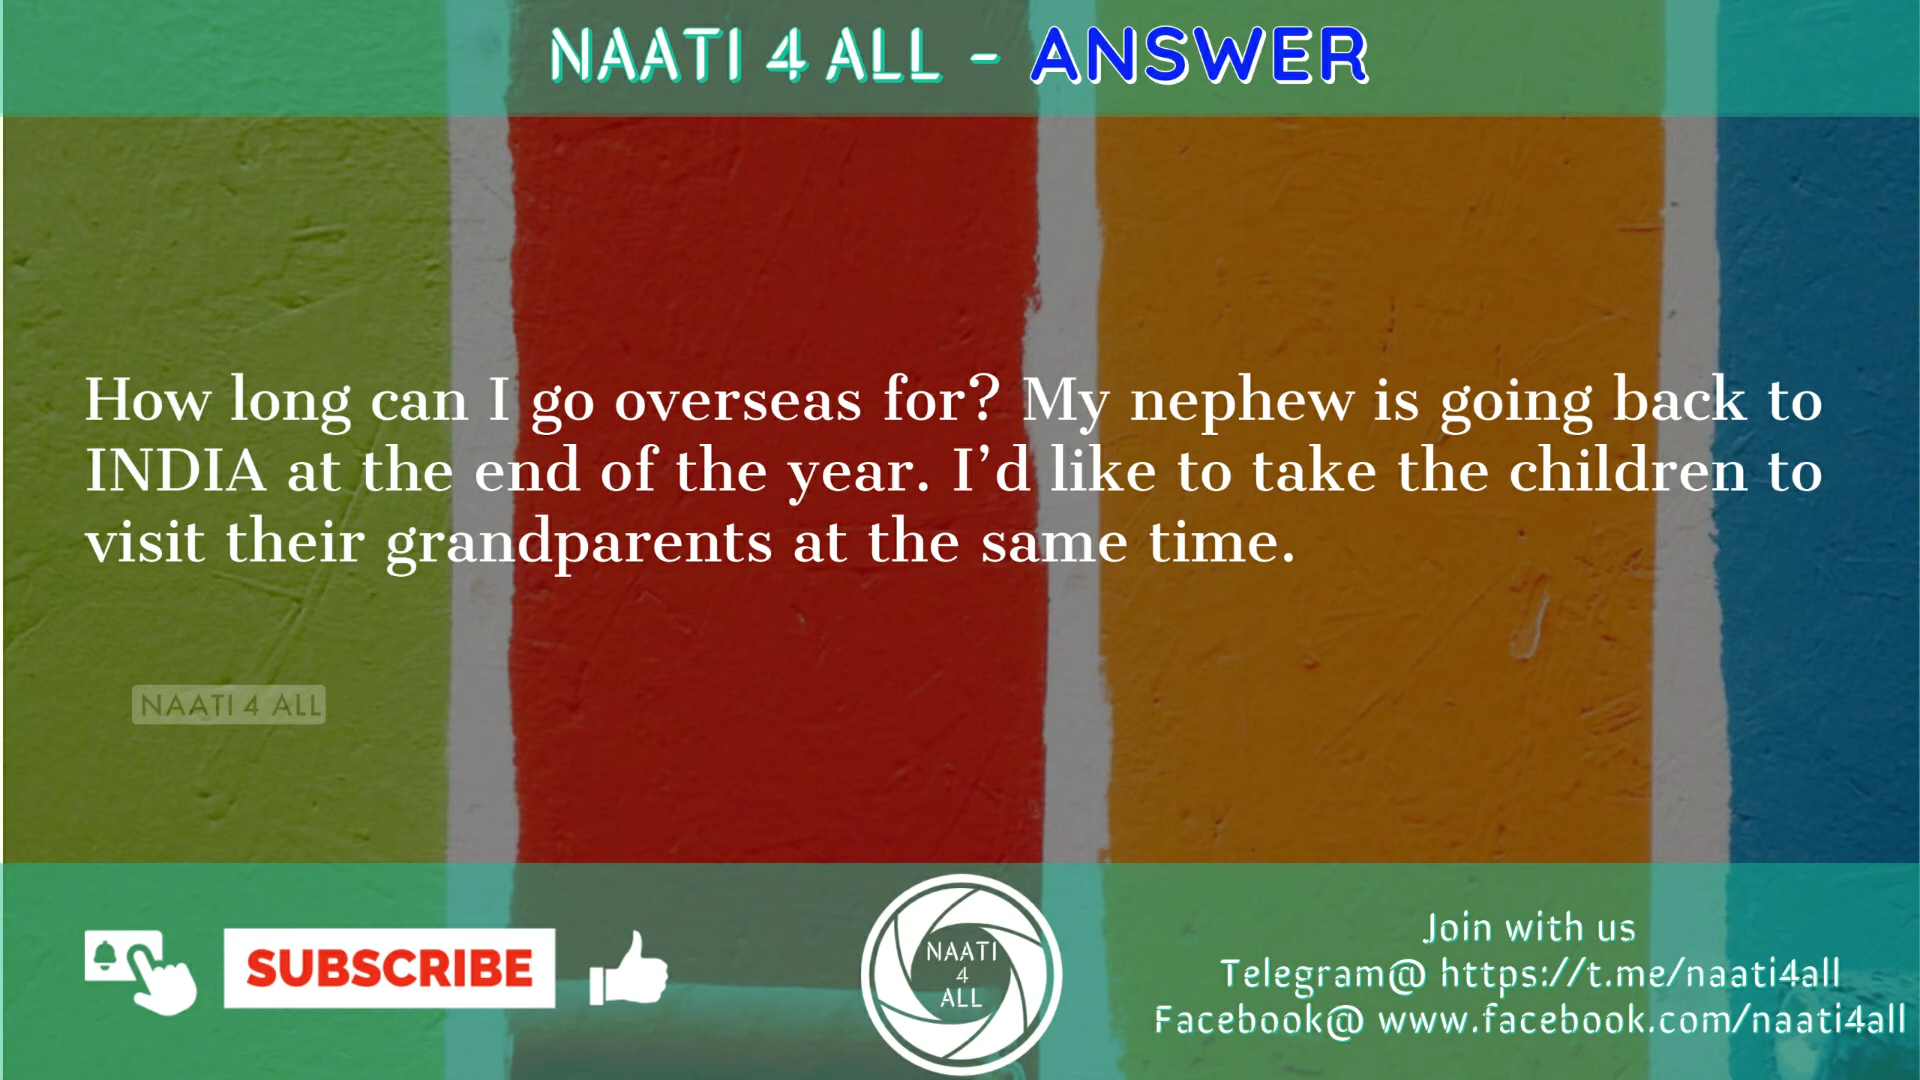 NAATI 4 ALL - ANSWER
How long can I go overseas for? My nephew is going back to
INDIA at the end of the year. I’d like to take the children to
visit their grandparents at the same time.
NAATI 4 ALL
SUBSCRIBE
NAATI
4
ALL
Join with us
Telegram@ https://t.me/naati4all
Facebook@ www.facebook.com/naati4all